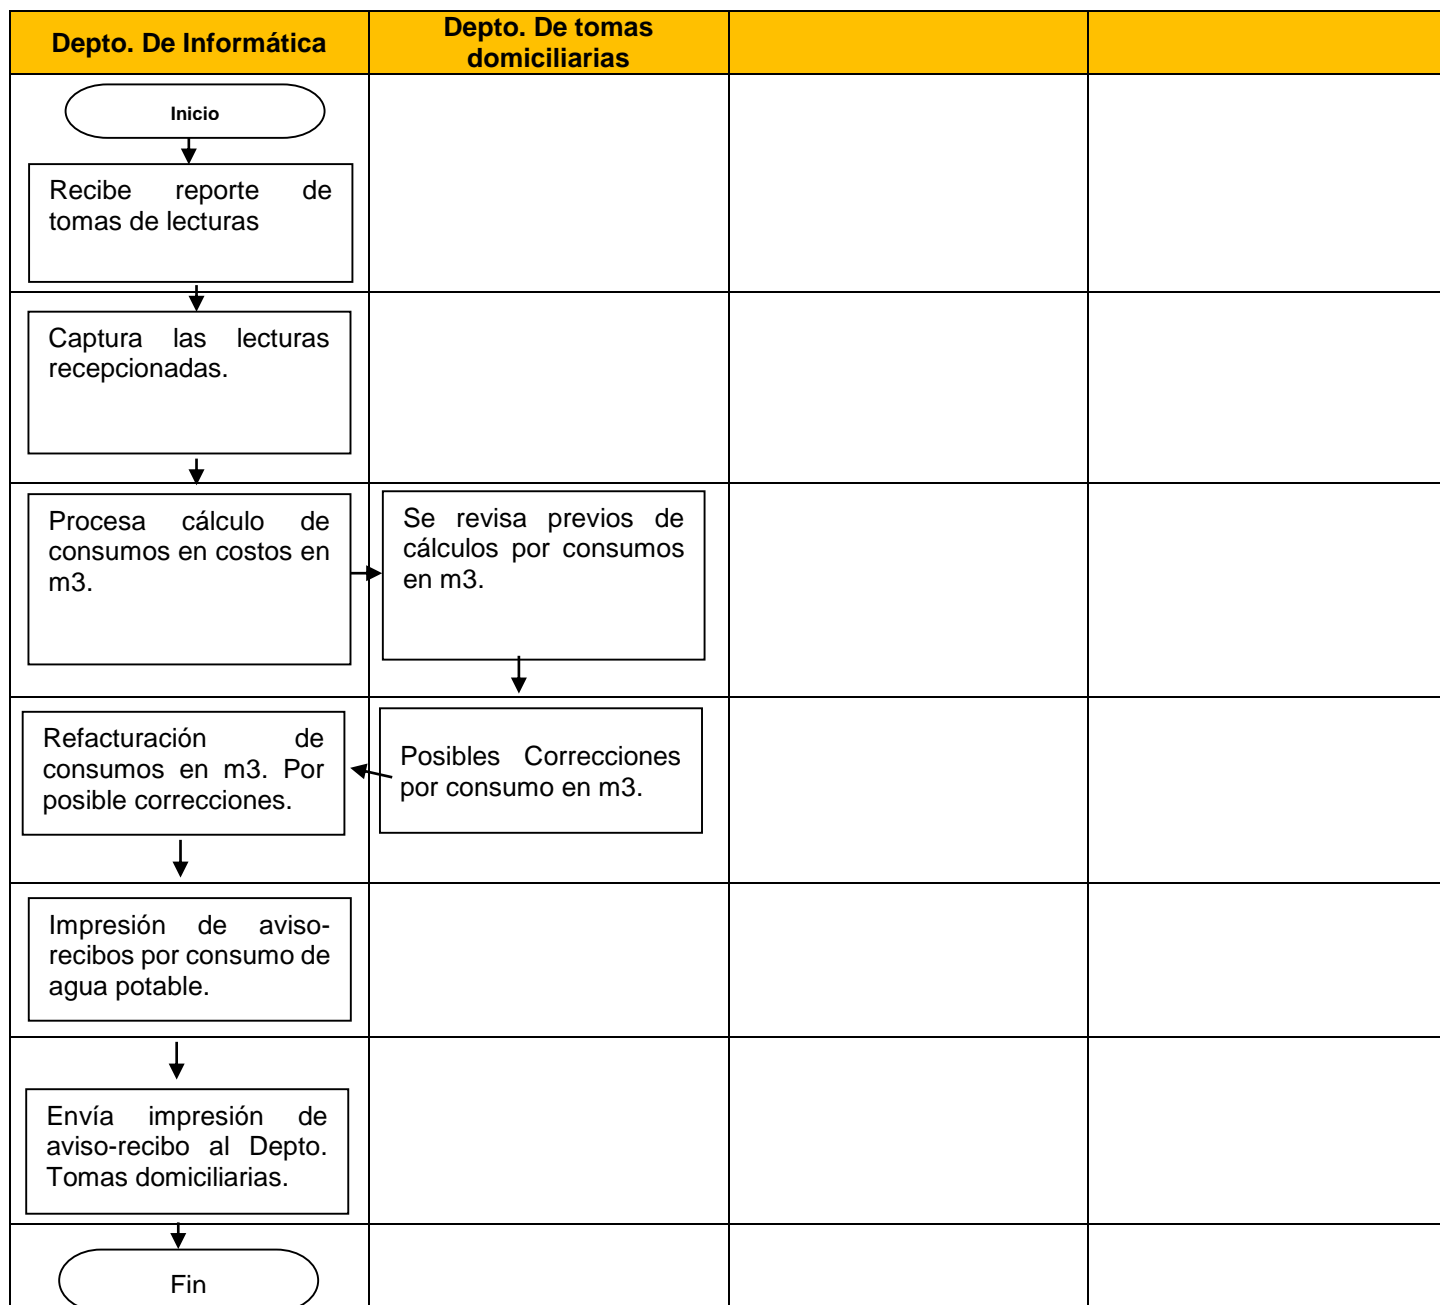 Depto. De Informática
Depto. De tomas
domiciliarias
Inicio
Recibe reporte de
tomas de lecturas
Captura las lecturas
recepcionadas.
Procesa cálculo de
consumos en costos en
m3.
Se revisa previos de
cálculos por consumos
en m3.
Refacturación de
consumos en m3. Por
posible correcciones.
Posibles Correcciones
por consumo en m3.
Impresión de aviso-
recibos por consumo de
agua potable.
Envía impresión de
aviso-recibo al Depto.
Tomas domiciliarias.
Fin